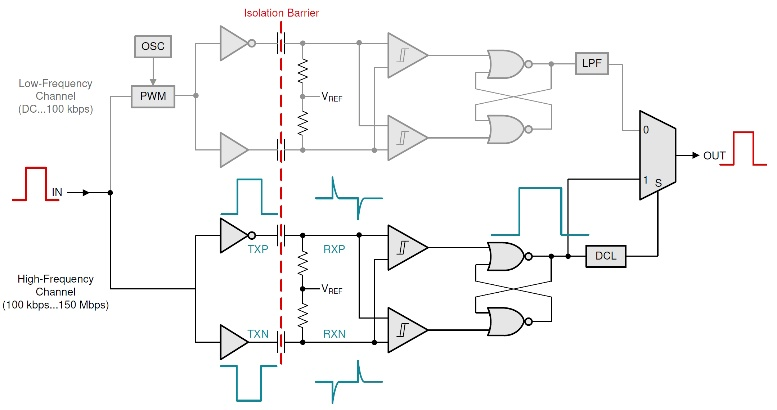 Isolation Barrier
OSC
PWM
Low-Frequency
Channel
(DC...100 kbps)
VREF
LPF
0
1
S
OUT
IN
TXP
RXP
VREF
DCL
High-Frequency
Channel
(100 kbps...150 Mbps)
TXN
RXN